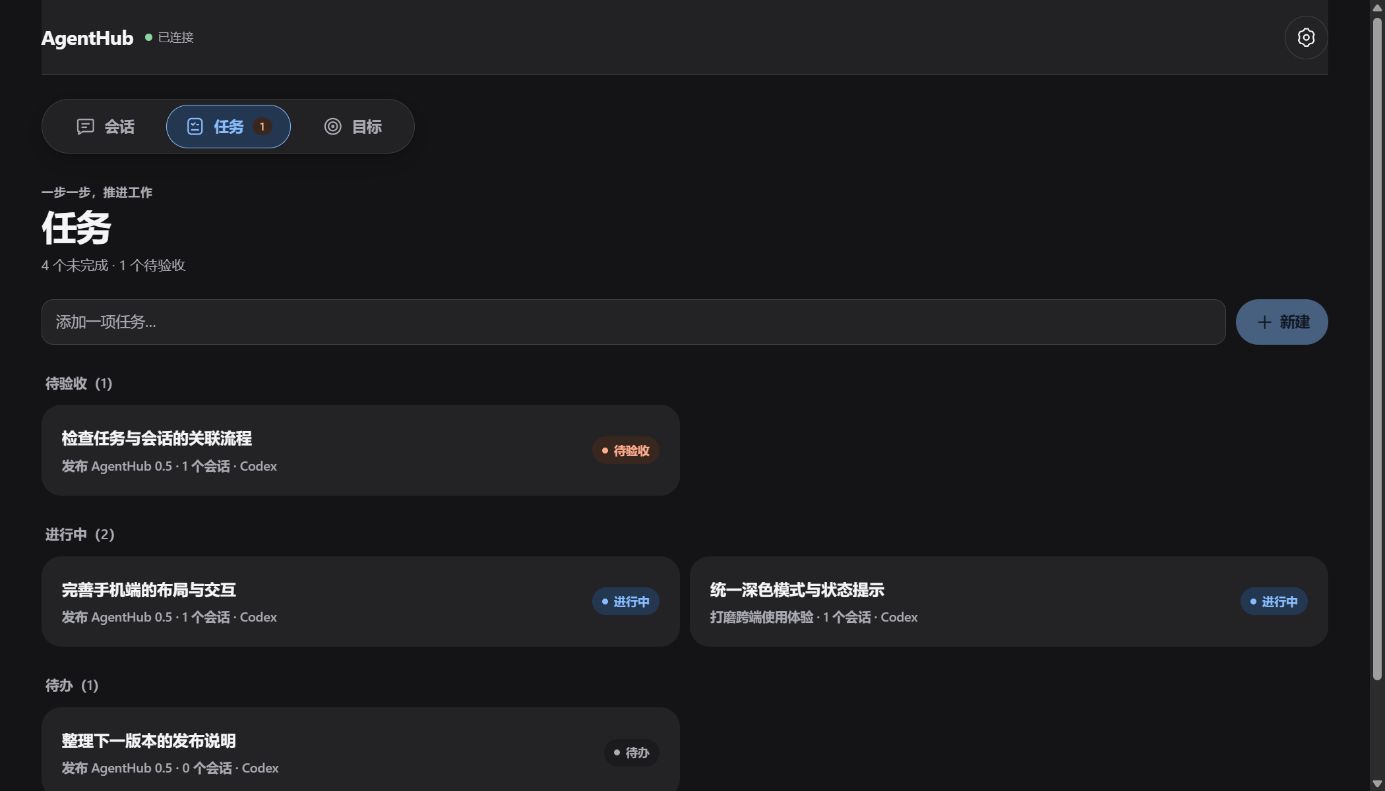 AgentHub 已连接
会话 任务 1 目标
一步一步，推进工作
任务
4 个未完成 · 1 个待验收
添加一项任务... 新建
待验收（1）
检查任务与会话的关联流程
发布 AgentHub 0.5 · 1 个会话 · Codex
待验收
进行中（2）
完善手机端的布局与交互
发布 AgentHub 0.5 · 1 个会话 · Codex
进行中
统一深色模式与状态提示
打磨跨端使用体验 · 1 个会话 · Codex
进行中
待办（1）
整理下一版本的发布说明
发布 AgentHub 0.5 · 0 个会话 · Codex
待办